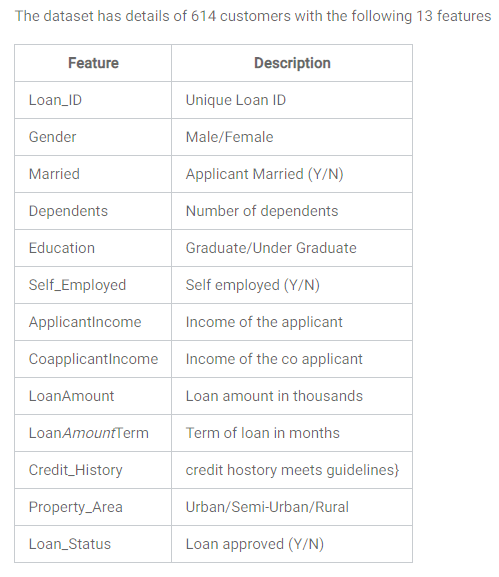 The dataset has details of 614 customers with the following 13 features
Feature Description
Loan_ID Unique Loan ID
Gender Male/Female
Married Applicant Married (Y/N)
Dependents Number of dependents
Education Graduate/Under Graduate
Self_Employed Self employed (Y/N)
ApplicantIncome Income of the applicant
CoapplicantIncome Income of the co applicant
LoanAmount Loan amount in thousands
LoanAmountTerm Term of loan in months
Credit_History credit hostory meets guidelines}
Property_Area Urban/Semi-Urban/Rural
Loan_Status Loan approved (Y/N)